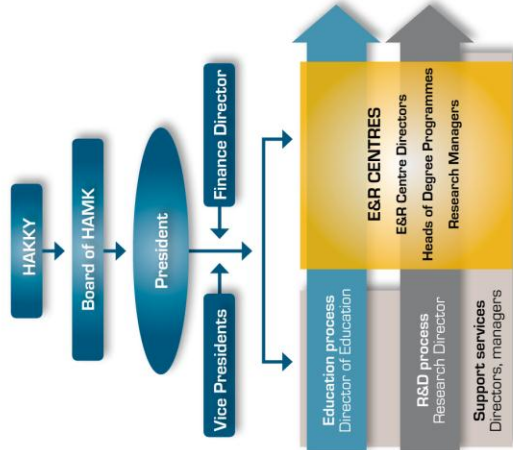 HAKKY
Board of HAMK
President
Vice Presidents
Finance Director
Education process
Director of Education
R&D process
Research Director
Support services
Directors, managers
E&R CENTRES
E&R Centre Directors
Heads of Degree Programmes
Research Managers